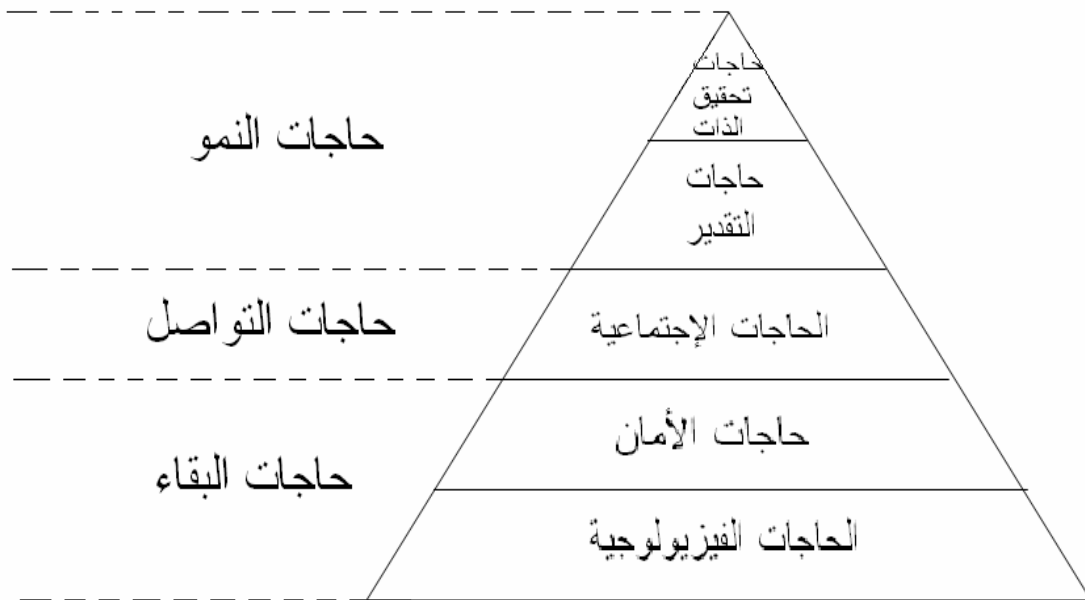 حاجات
تحقيق
الذات
حاجات النمو
حاجات
التقدير
الحاجات الإجتماعية
حاجات التواصل
حاجات الأمان
حاجات البقاء
الحاجات الفيزيولوجية